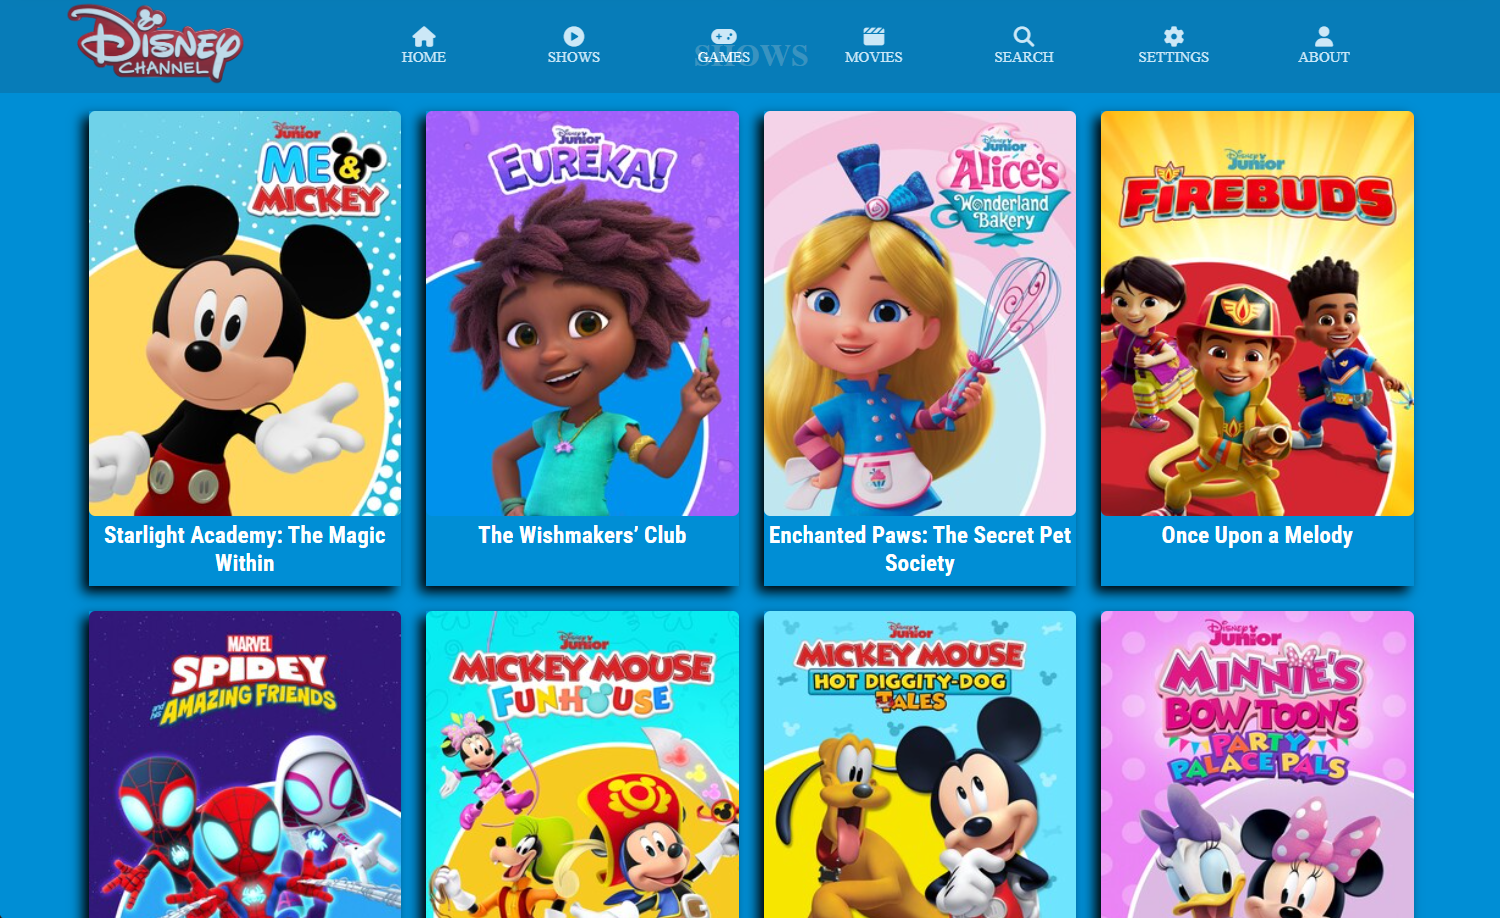 Disney
CHANNEL
HOME
SHOWS
GAMES
MOVIES
SEARCH
SETTINGS
ABOUT
SHOWS
Disney
Junior
ME &
MICKEY
Disney
Junior
EUREKA!
Disney
Junior
Alice's
Wonderland
Bakery
Disney
Junior
FIREBUDS
Starlight Academy: The Magic
Within
The Wishmakers’ Club
Enchanted Paws: The Secret Pet
Society
Once Upon a Melody
MARVEL
SPIDEY
and his
AMAZING FRIENDS
Disney
Junior
MICKEY MOUSE
FUNHOUSE
Disney
Junior
MICKEY MOUSE
HOT DIGGITY-DOG
TALES
Disney
Junior
MINNIE'S
BOW-TOONS
PARTY
PALACE PALS